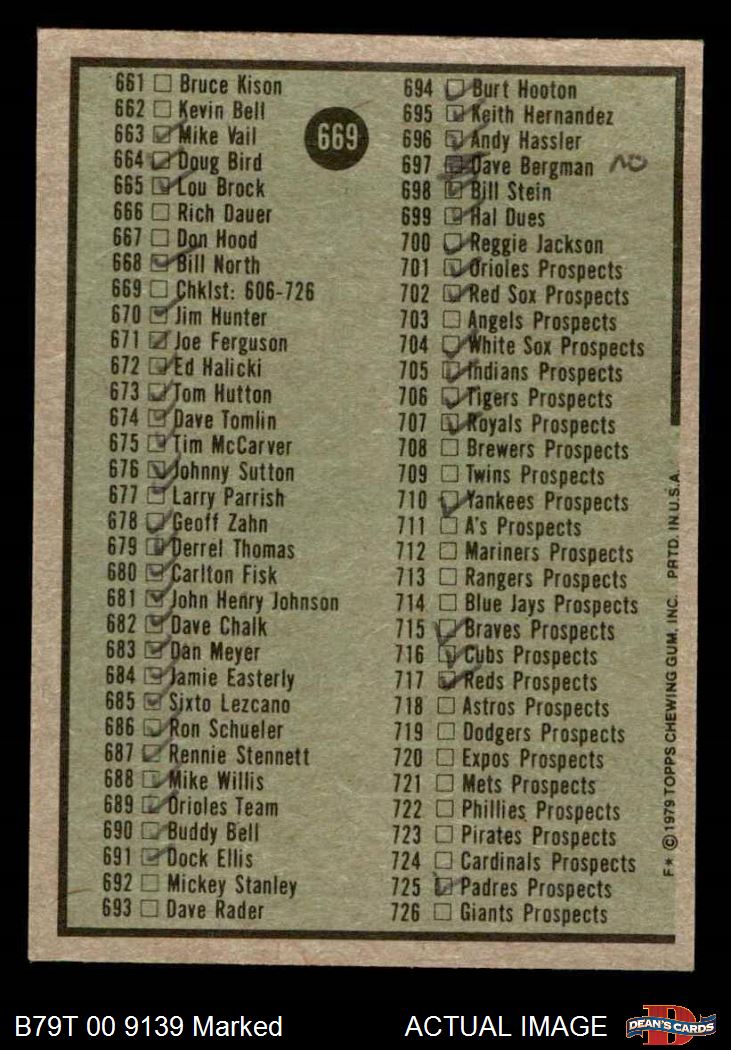 661 Bruce Kison
662 Kevin Bell
663 Mike Vail
664 Doug Bird
665 Lou Brock
666 Rich Dauer
667 Don Hood
668 Bill North
669 Chklst: 606-726
670 Jim Hunter
671 Joe Ferguson
672 Ed Halicki
673 Tom Hutton
674 Dave Tomlin
675 Tim McCarver
676 Johnny Sutton
677 Larry Parrish
678 Geoff Zahn
679 Derrel Thomas
680 Carlton Fisk
681 John Henry Johnson
682 Dave Chalk
683 Dan Meyer
684 Jamie Easterly
685 Sixto Lezcano
686 Ron Schueler
687 Rennie Stennett
688 Mike Willis
689 Orioles Team
690 Buddy Bell
691 Dock Ellis
692 Mickey Stanley
693 Dave Rader
669
694 Burt Hooton
695 Keith Hernandez
696 Andy Hassler
697 Dave Bergman NO
698 Bill Stein
699 Hal Dues
700 Reggie Jackson
701 Orioles Prospects
702 Red Sox Prospects
703 Angels Prospects
704 White Sox Prospects
705 Indians Prospects
706 Tigers Prospects
707 Royals Prospects
708 Brewers Prospects
709 Twins Prospects
710 Yankees Prospects
711 A's Prospects
712 Mariners Prospects
713 Rangers Prospects
714 Blue Jays Prospects
715 Braves Prospects
716 Cubs Prospects
717 Reds Prospects
718 Astros Prospects
719 Dodgers Prospects
720 Expos Prospects
721 Mets Prospects
722 Phillies Prospects
723 Pirates Prospects
724 Cardinals Prospects
725 Padres Prospects
726 Giants Prospects
F* © 1979 TOPPS CHEWING GUM, INC. PRTD. IN U.S.A.
B79T 00 9139 Marked
ACTUAL IMAGE
D
DEAN'S CARDS